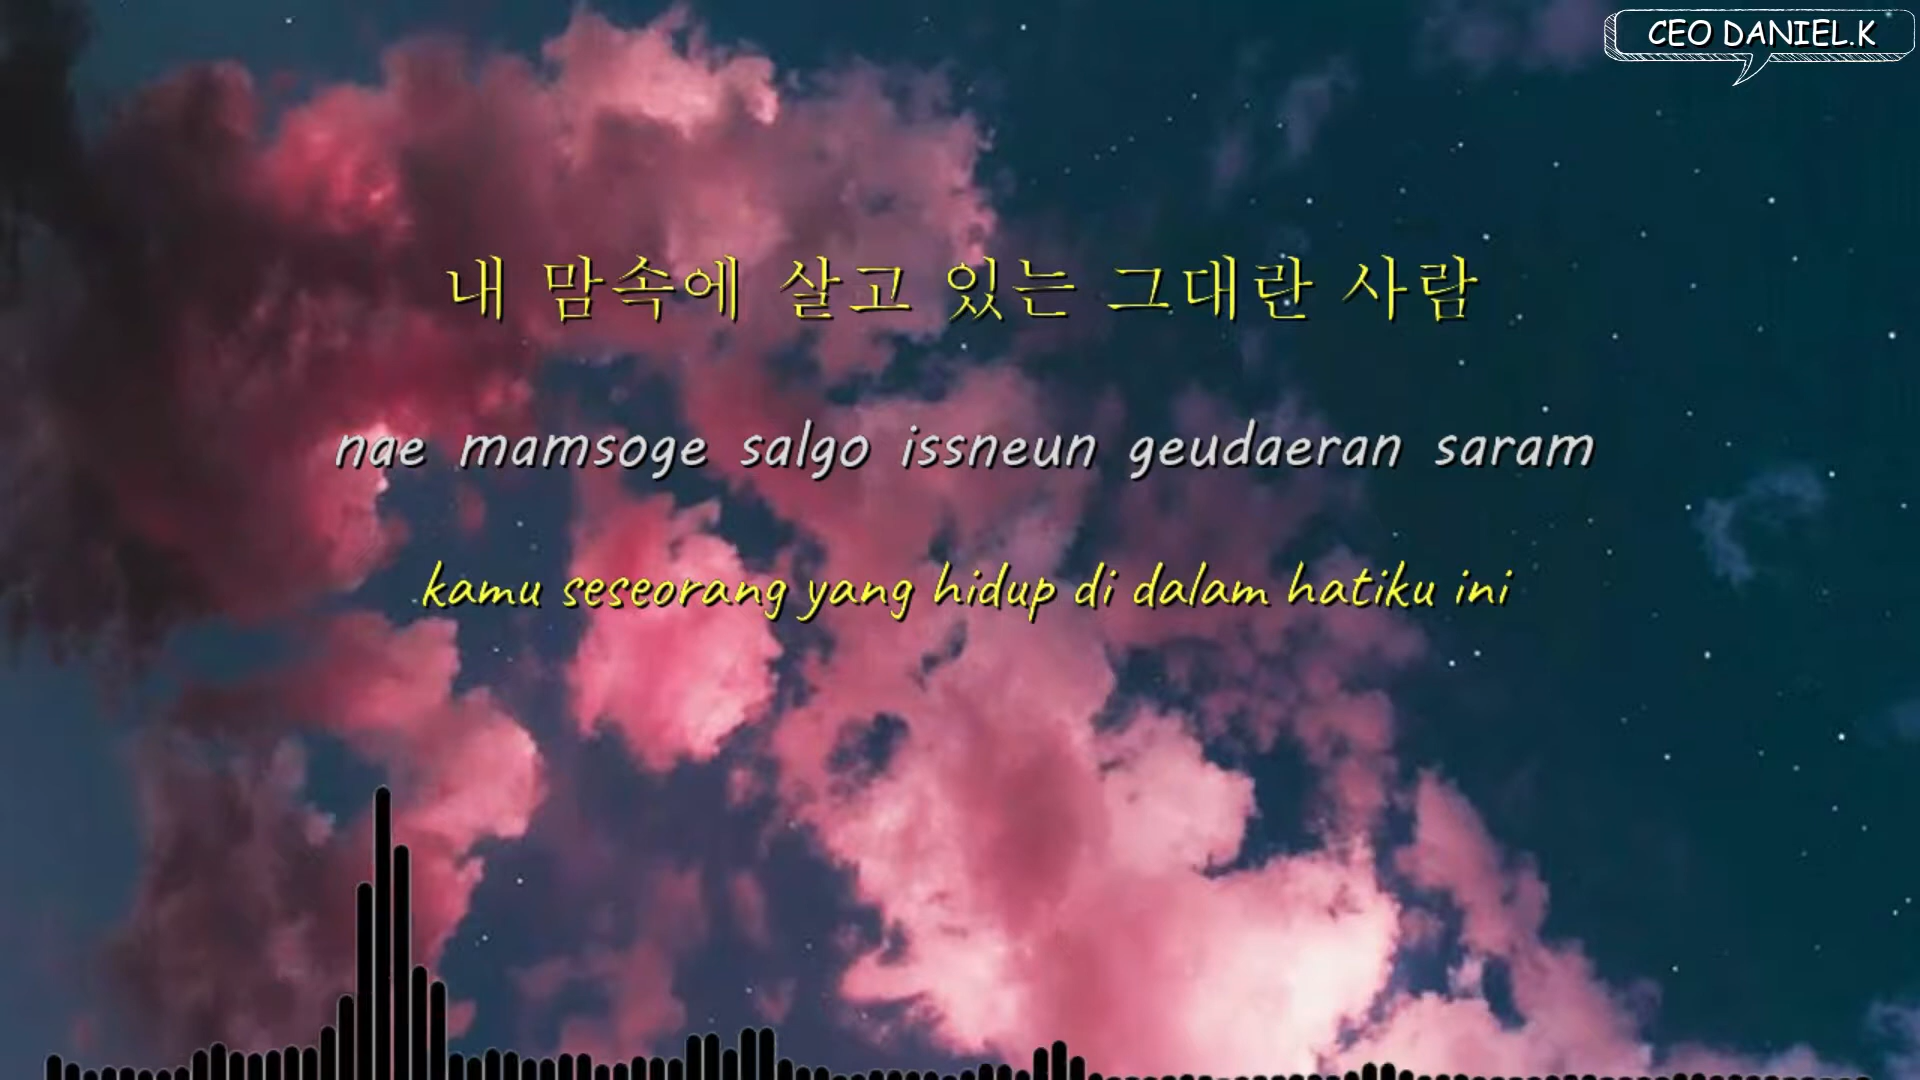 CEO DANIEL.K
내 맘속에 살고 있는 그대란 사람
nae mamsoge salgo issneun geudaeran saram
kamu seseorang yang hidup di dalam hatiku ini